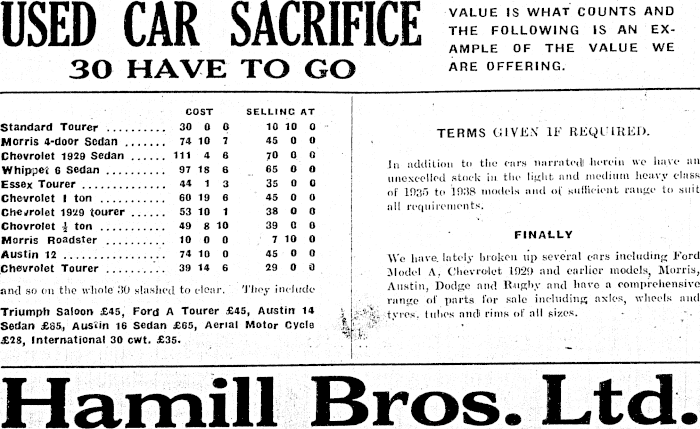 USED CAR SACRIFICE
30 HAVE TO GO
VALUE IS WHAT COUNTS AND
THE FOLLOWING IS AN EX-
AMPLE OF THE VALUE WE
ARE OFFERING.
COST SELLING AT
Standard Tourer .......... 30 0 0 10 10 0
Morris 4-door Sedan ....... 74 10 7 45 0 0
Chevrolet 1929 Sedan ...... 111 4 6 70 0 0
Whippet 6 Sedan .......... 97 18 6 65 0 0
Essex Tourer .............. 44 1 3 35 0 0
Chevrolet 1 ton ........... 60 19 6 45 0 0
Chevrolet 1929 tourer ...... 53 10 1 38 0 0
Chevrolet ½ ton ........... 49 8 10 39 0 0
Morris Roadster ........... 10 0 0 7 10 0
Austin 12 ................. 74 10 0 45 0 0
Chevrolet Tourer .......... 39 14 6 29 0 0
and so on the whole 30 slashed to clear. They include
Triumph Saloon £45, Ford A Tourer £45, Austin 14
Sedan £65, Austin 16 Sedan £65, Aerial Motor Cycle
£28, International 30 cwt. £35.
TERMS GIVEN IF REQUIRED.
In addition to the cars narrated herein we have an
unexcelled stock in the light and medium heavy class
of 1935 to 1938 models and of sufficient range to suit
all requirements.
FINALLY
We have lately broken up several cars including Ford
Model A, Chevrolet 1929 and earlier models, Morris,
Austin, Dodge and Rugby and have a comprehensive
range of parts for sale including axles, wheels and
tyres, tubes and rims of all sizes.
Hamill Bros. Ltd.